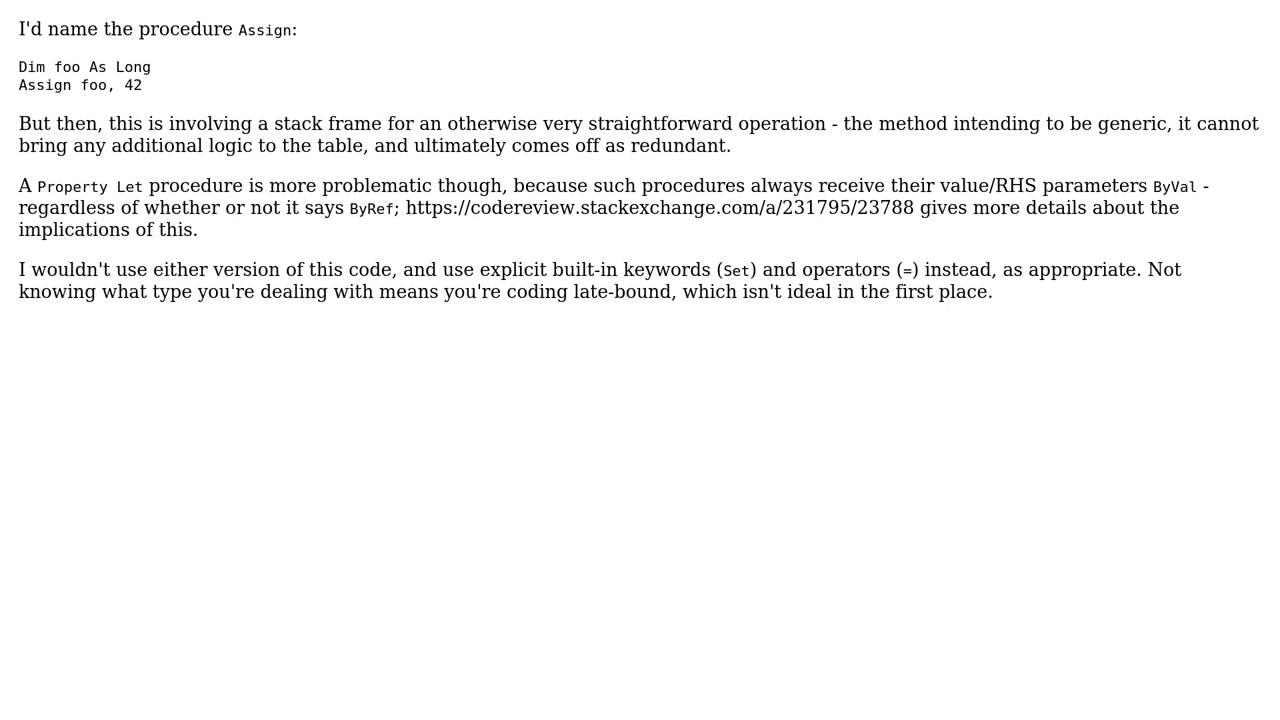 I'd name the procedure Assign:
Dim foo As Long
Assign foo, 42
But then, this is involving a stack frame for an otherwise very straightforward operation - the method intending to be generic, it cannot
bring any additional logic to the table, and ultimately comes off as redundant.
A Property Let procedure is more problematic though, because such procedures always receive their value/RHS parameters ByVal -
regardless of whether or not it says ByRef; https://codereview.stackexchange.com/a/231795/23788 gives more details about the
implications of this.
I wouldn't use either version of this code, and use explicit built-in keywords (Set) and operators (=) instead, as appropriate. Not
knowing what type you're dealing with means you're coding late-bound, which isn't ideal in the first place.